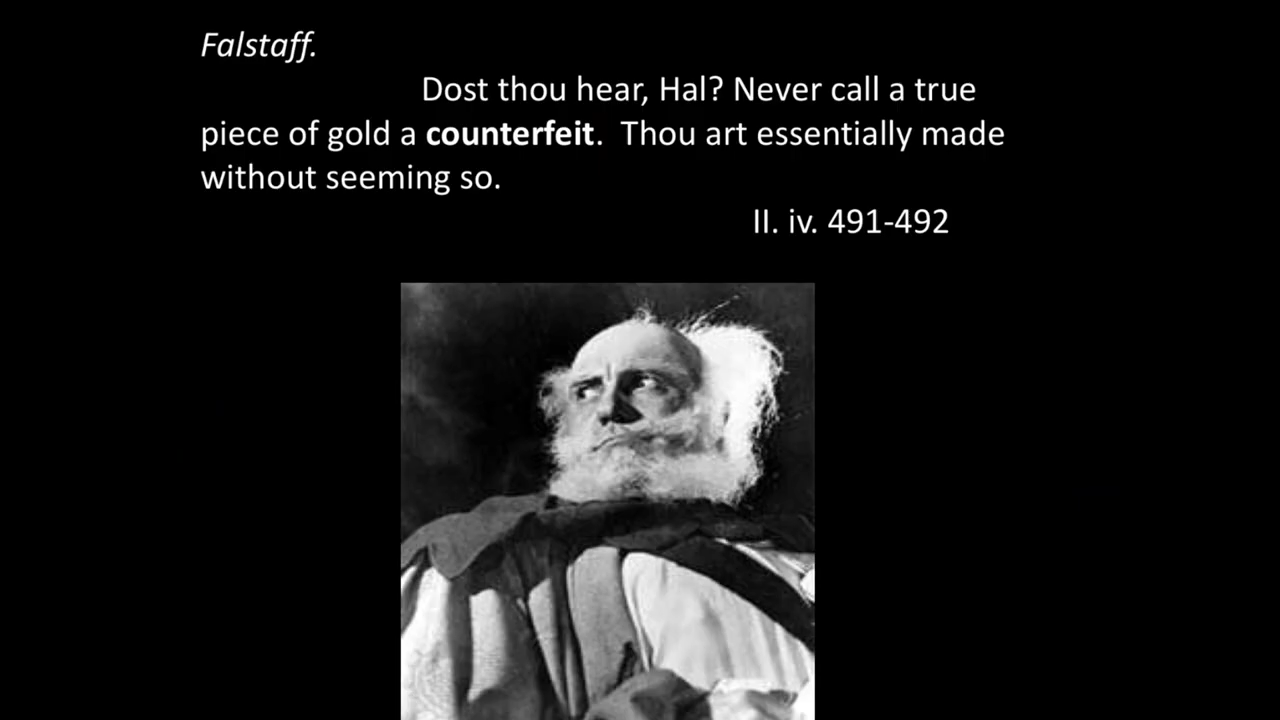 Falstaff.
Dost thou hear, Hal? Never call a true
piece of gold a counterfeit. Thou art essentially made
without seeming so.
II. iv. 491-492